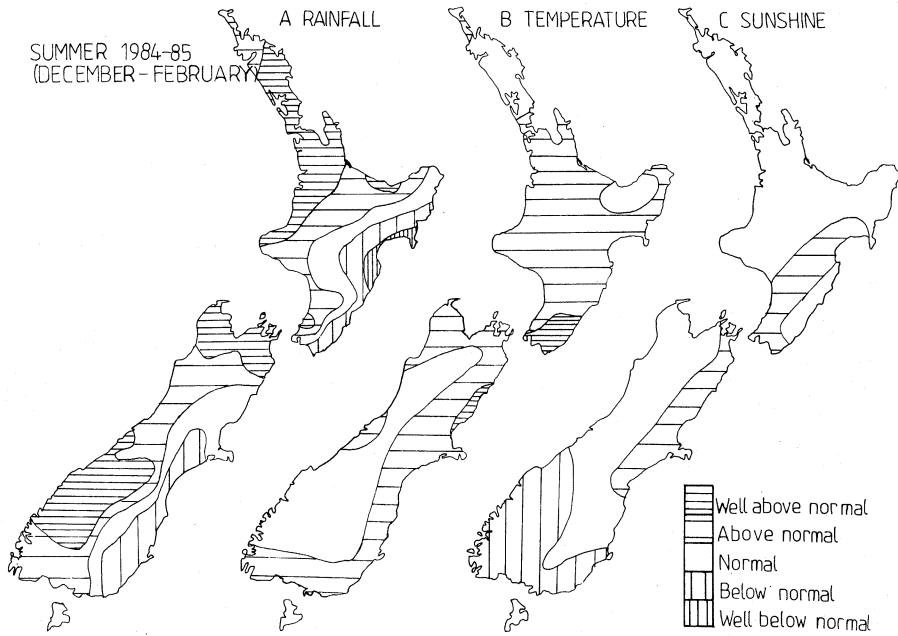 A RAINFALL
B TEMPERATURE
C SUNSHINE
SUMMER 1984-85
(DECEMBER-FEBRUARY)
Well above normal
Above normal
Normal
Below normal
Well below normal